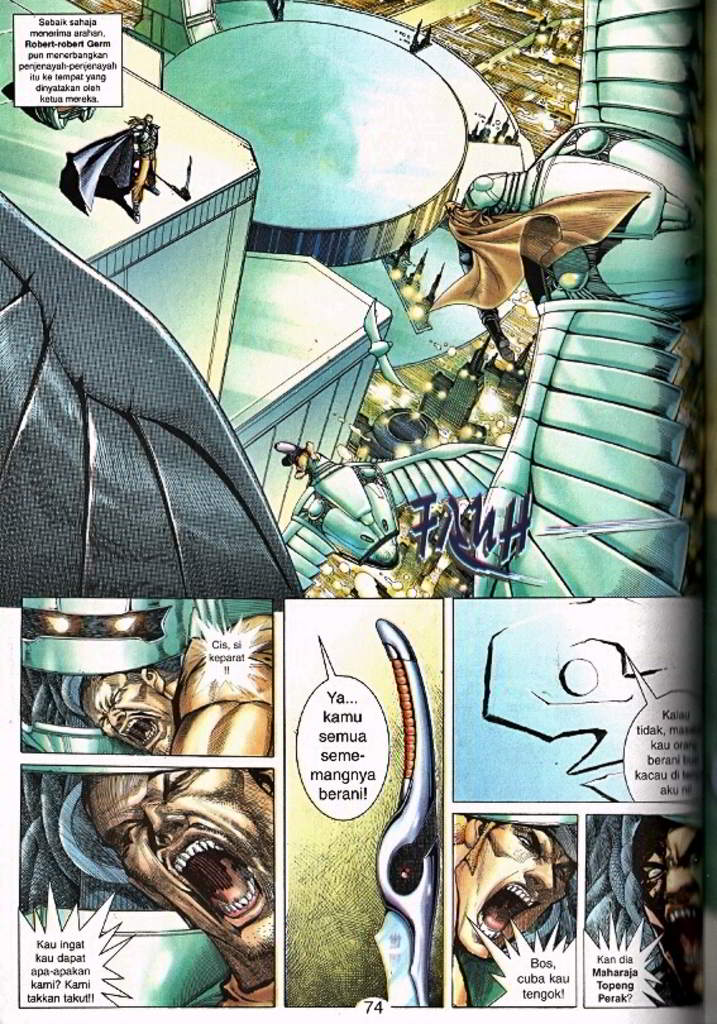 Sebaik sahaja
menerima arahan,
Robert-robert Germ
pun menerbangkan
penjenayah-penjenayah
itu ke tempat yang
dinyatakan oleh
ketua mereka.
Cis, si
keparat
!!
Kau ingat
kau dapat
apa-apakan
kami? Kami
takkan takut!!
Ya...
kamu
semua
seme-
mangnya
berani!
Kalau
tidak,
kau
berani
kacau di
aku ni!
Bos,
cuba kau
tengok!
Kan dia
Maharaja
Topeng
Perak?
74